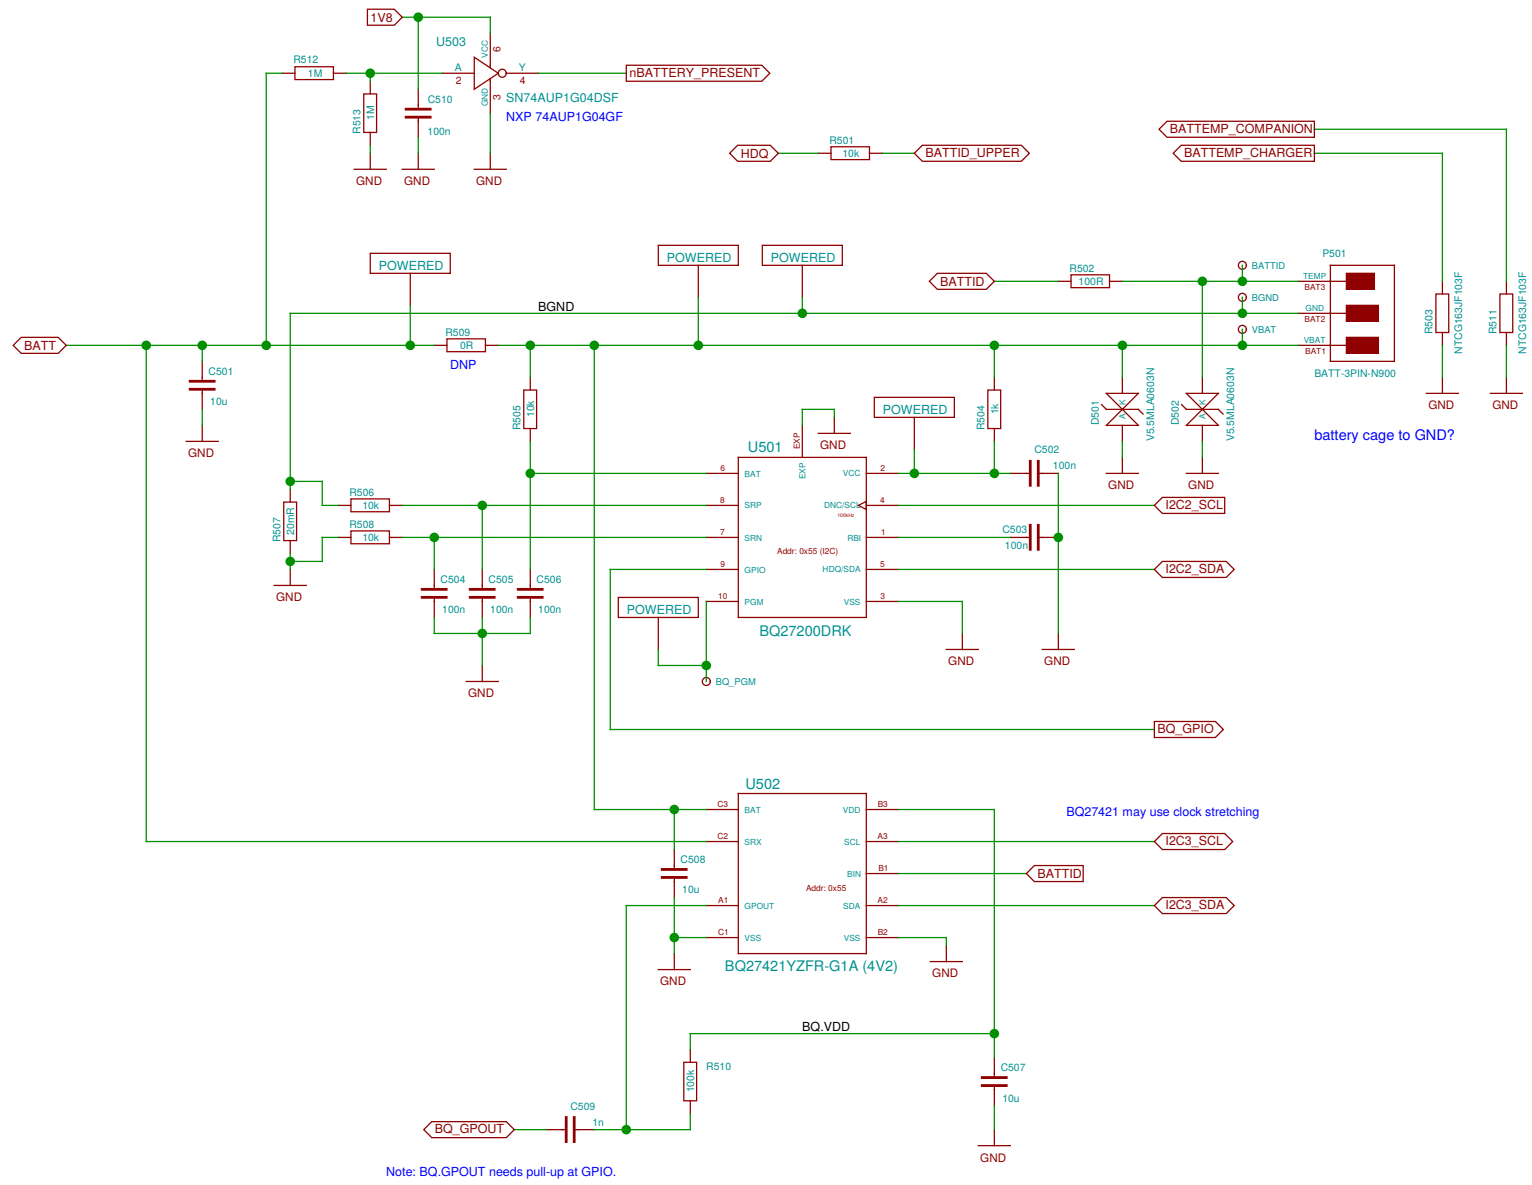 1V8
U503
VCC
6
R512
1M
A
2
Y
4
nBATTERY_PRESENT
GND
3
SN74AUP1G04DSF
NXP 74AUP1G04GF
R513
1M
C510
100n
GND
GND
GND
HDQ
R501
10k
BATTID_UPPER
BATTEMP_COMPANION
BATTEMP_CHARGER
POWERED
POWERED
POWERED
BATTID
R502
100R
BATTID
BGND
VBAT
P501
TEMP
BAT3
GND
BAT2
VBAT
BAT1
BATT-3PIN-N900
R503
NTCG163JF103F
R511
NTCG163JF103F
GND
GND
battery cage to GND?
BGND
BATT
R509
0R
DNP
C501
10u
GND
R505
10k
POWERED
R504
1k
D501
A
K
V5.5MLA0603N
D502
A
K
V5.5MLA0603N
GND
GND
EXP
EXP
GND
U501
C502
100n
6
BAT
VCC
2
8
SRP
DNC/SCL
4
100kHz
I2C2_SCL
7
SRN
RBI
1
C503
100n
Addr: 0x55 (I2C)
9
GPIO
HDQ/SDA
5
I2C2_SDA
10
PGM
VSS
3
BQ27200DRK
R506
10k
R508
10k
R507
20mR
GND
C504
100n
C505
100n
C506
100n
GND
POWERED
BQ_PGM
GND
GND
BQ_GPIO
U502
C3
BAT
VDD
B3
BQ27421 may use clock stretching
C2
SRX
SCL
A3
I2C3_SCL
C508
10u
BIN
B1
BATTID
Addr: 0x55
A1
GPOUT
SDA
A2
I2C3_SDA
C1
VSS
VSS
B2
GND
BQ27421YZFR-G1A (4V2)
GND
BQ.VDD
R510
100k
C507
10u
GND
C509
1n
BQ_GPOUT
Note: BQ.GPOUT needs pull-up at GPIO.